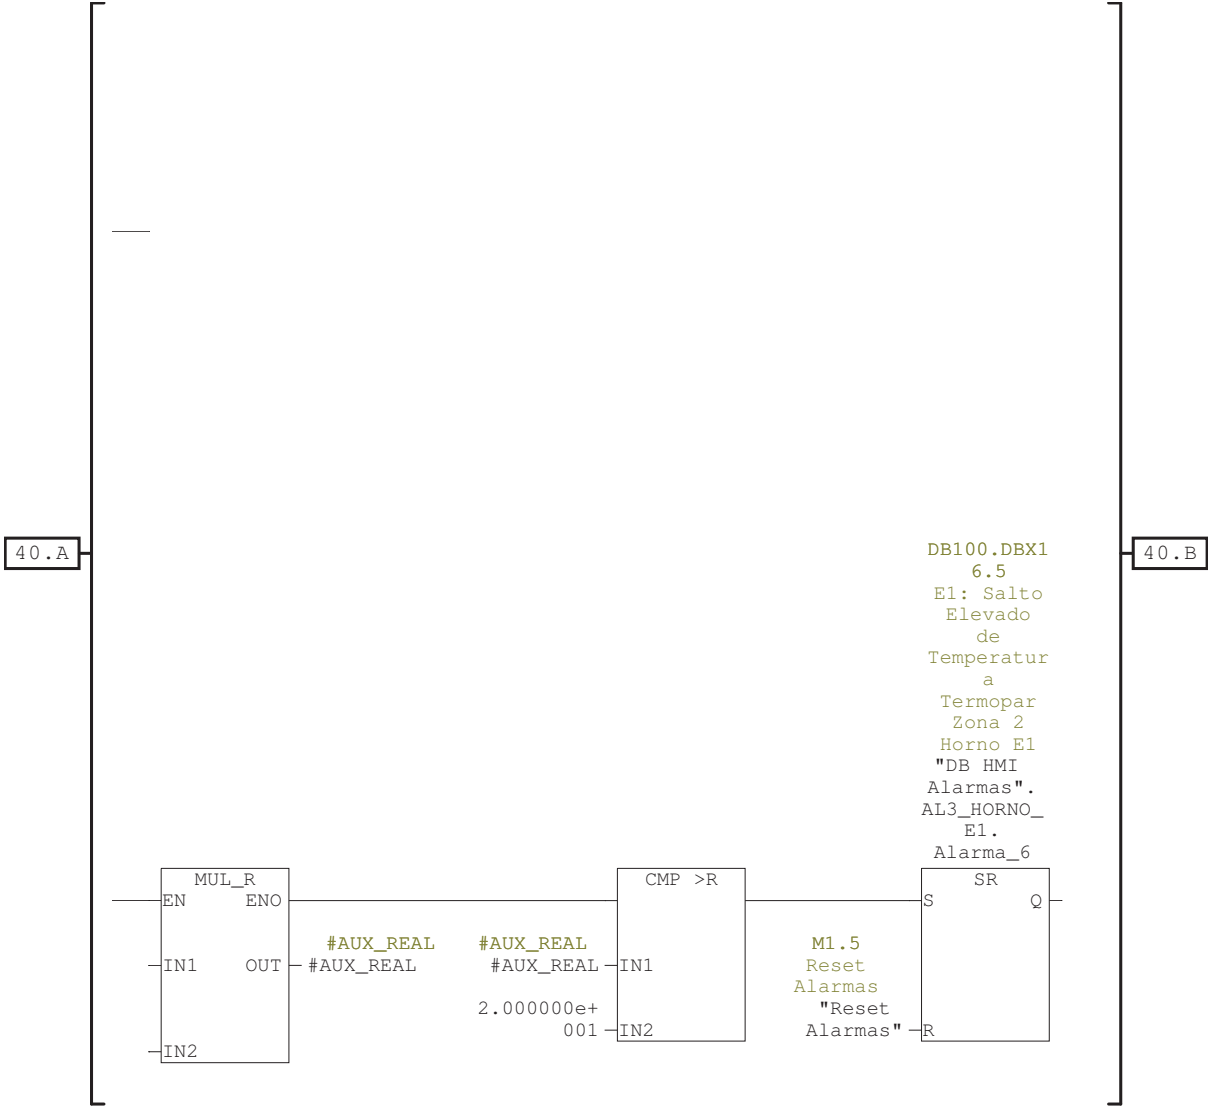 40.A
40.B
DB100.DBX1
6.5
E1: Salto
Elevado
de
Temperatur
a
Termopar
Zona 2
Horno E1
"DB HMI
Alarmas".
AL3_HORNO_
E1.
Alarma_6
MUL_R
EN ENO
#AUX_REAL
IN1 OUT #AUX_REAL
IN2
CMP >R
#AUX_REAL
#AUX_REAL IN1
2.000000e+
001 IN2
SR
S Q
M1.5
Reset
Alarmas
"Reset
Alarmas" R